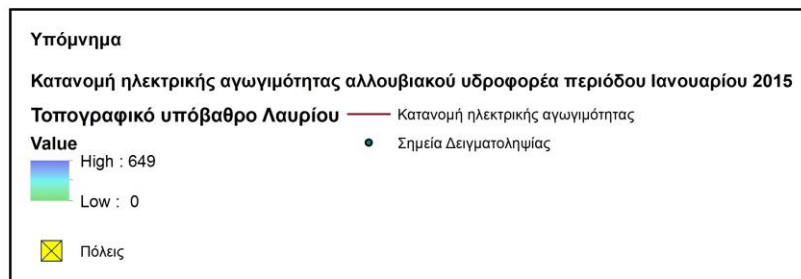 Υπόμνημα
Κατανομή ηλεκτρικής αγωγιμότητας αλλουβιακού υδροφορέα περιόδου Ιανουαρίου 2015
Τοπογραφικό υπόβαθρο Λαυρίου
Value
High : 649
Low : 0
Πόλεις
Κατανομή ηλεκτρικής αγωγιμότητας
Σημεία Δειγματοληψίας